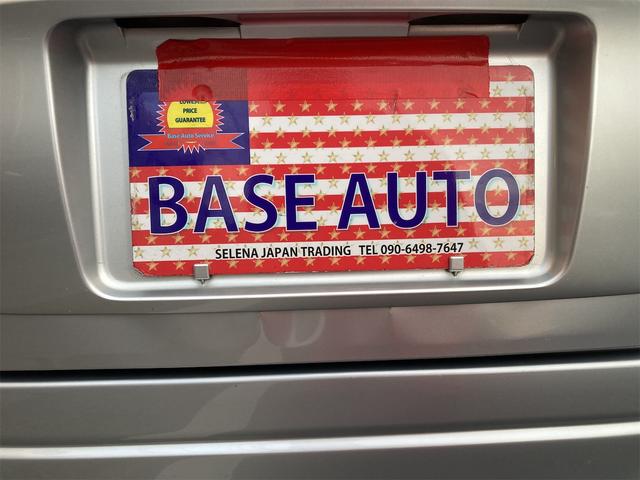 LOWEST
PRICE
GUARANTEE
Base Auto Service
BASE AUTO
SELENA JAPAN TRADING TEL 090-6498-7647